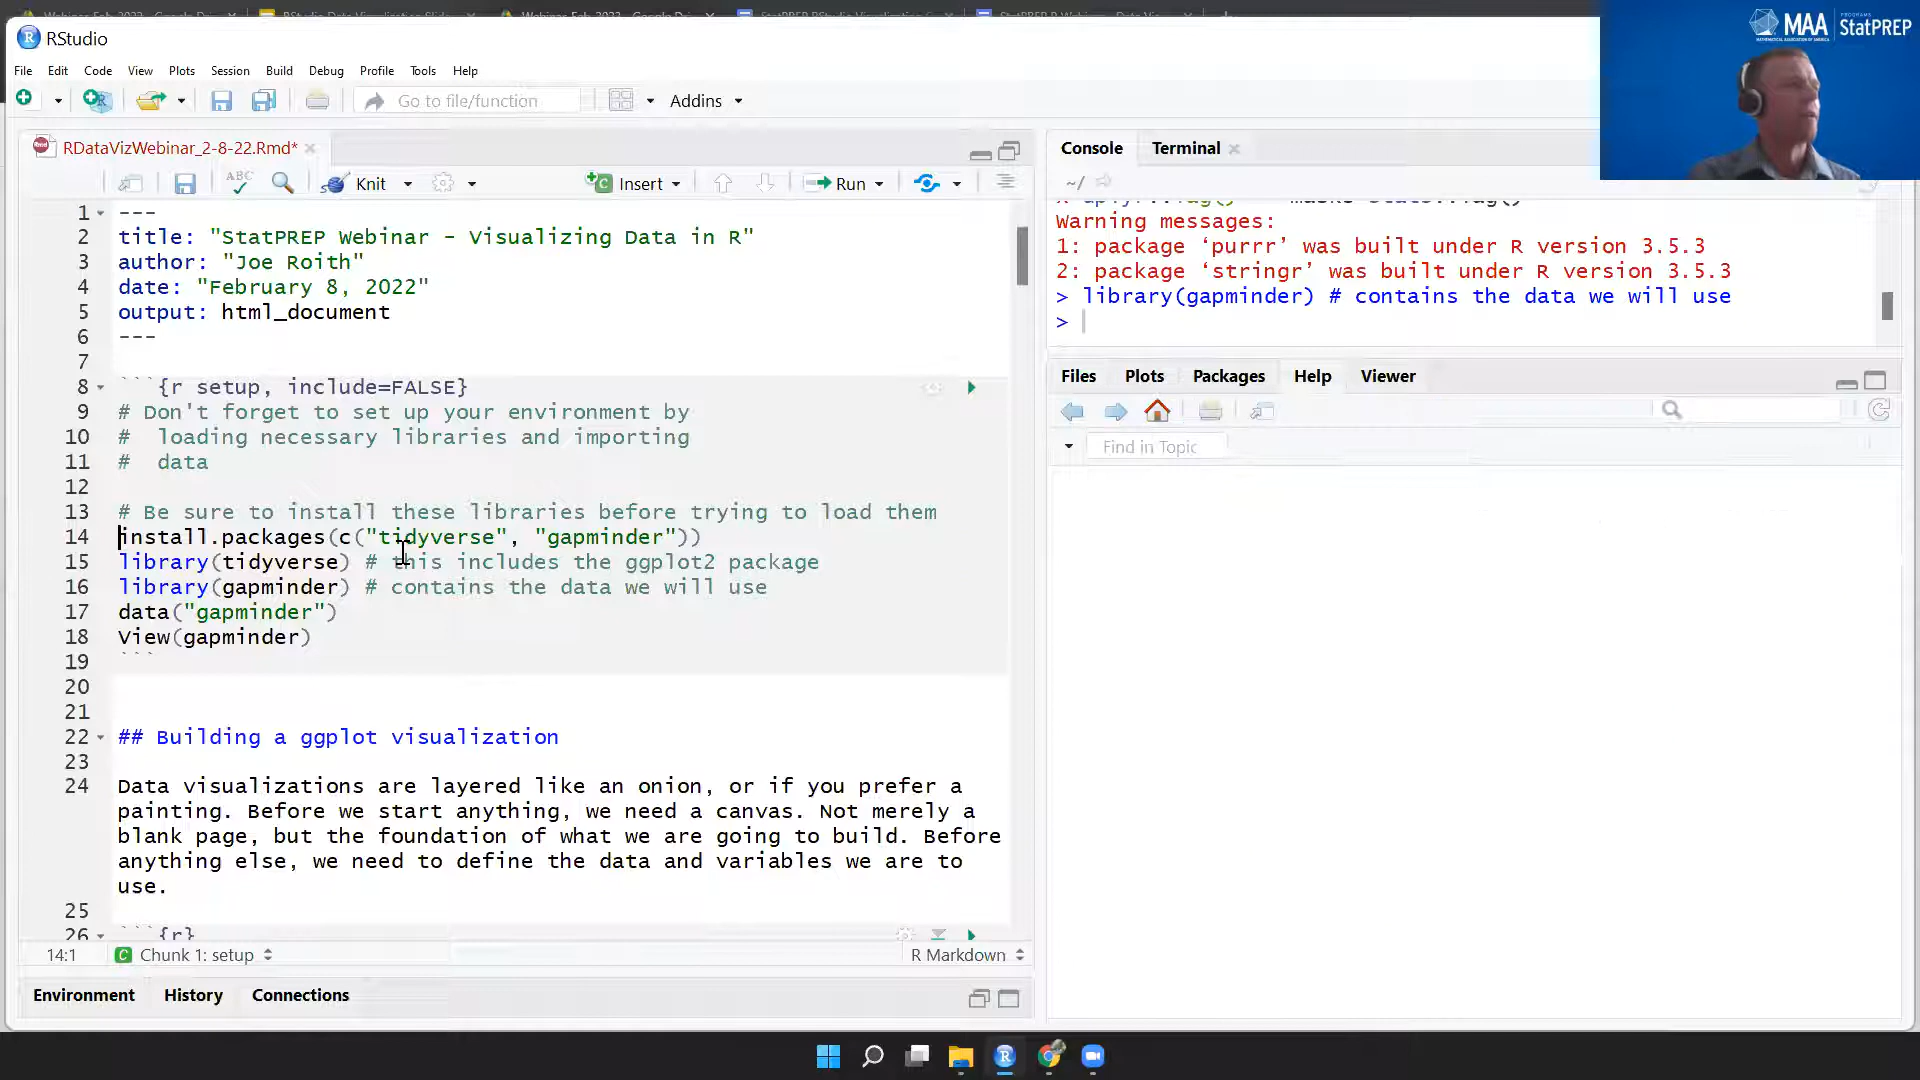 RStudio
MAA PROGRAMS StatPREP
MATHEMATICAL ASSOCIATION OF AMERICA
File Edit Code View Plots Session Build Debug Profile Tools Help
Go to file/function Addins
RDataVizWebinar_2-8-22.Rmd*
ABC Knit Insert Run
1 ---
2 title: "StatPREP Webinar - Visualizing Data in R"
3 author: "Joe Roith"
4 date: "February 8, 2022"
5 output: html_document
6 ---
7
8 ```{r setup, include=FALSE}
9 # Don't forget to set up your environment by
10 #  loading necessary libraries and importing
11 #  data
12
13 # Be sure to install these libraries before trying to load them
14 install.packages(c("tidyverse", "gapminder"))
15 library(tidyverse) # this includes the ggplot2 package
16 library(gapminder) # contains the data we will use
17 data("gapminder")
18 View(gapminder)
19 ```
20
21
22 ## Building a ggplot visualization
23
24 Data visualizations are layered like an onion, or if you prefer a
painting. Before we start anything, we need a canvas. Not merely a
blank page, but the foundation of what we are going to build. Before
anything else, we need to define the data and variables we are to
use.
25
26 ```{r}
14:1 C Chunk 1: setup R Markdown
Environment History Connections
Console Terminal
~/
Warning messages:
1: package ‘purrr’ was built under R version 3.5.3
2: package ‘stringr’ was built under R version 3.5.3
> library(gapminder) # contains the data we will use
>
Files Plots Packages Help Viewer
Find in Topic